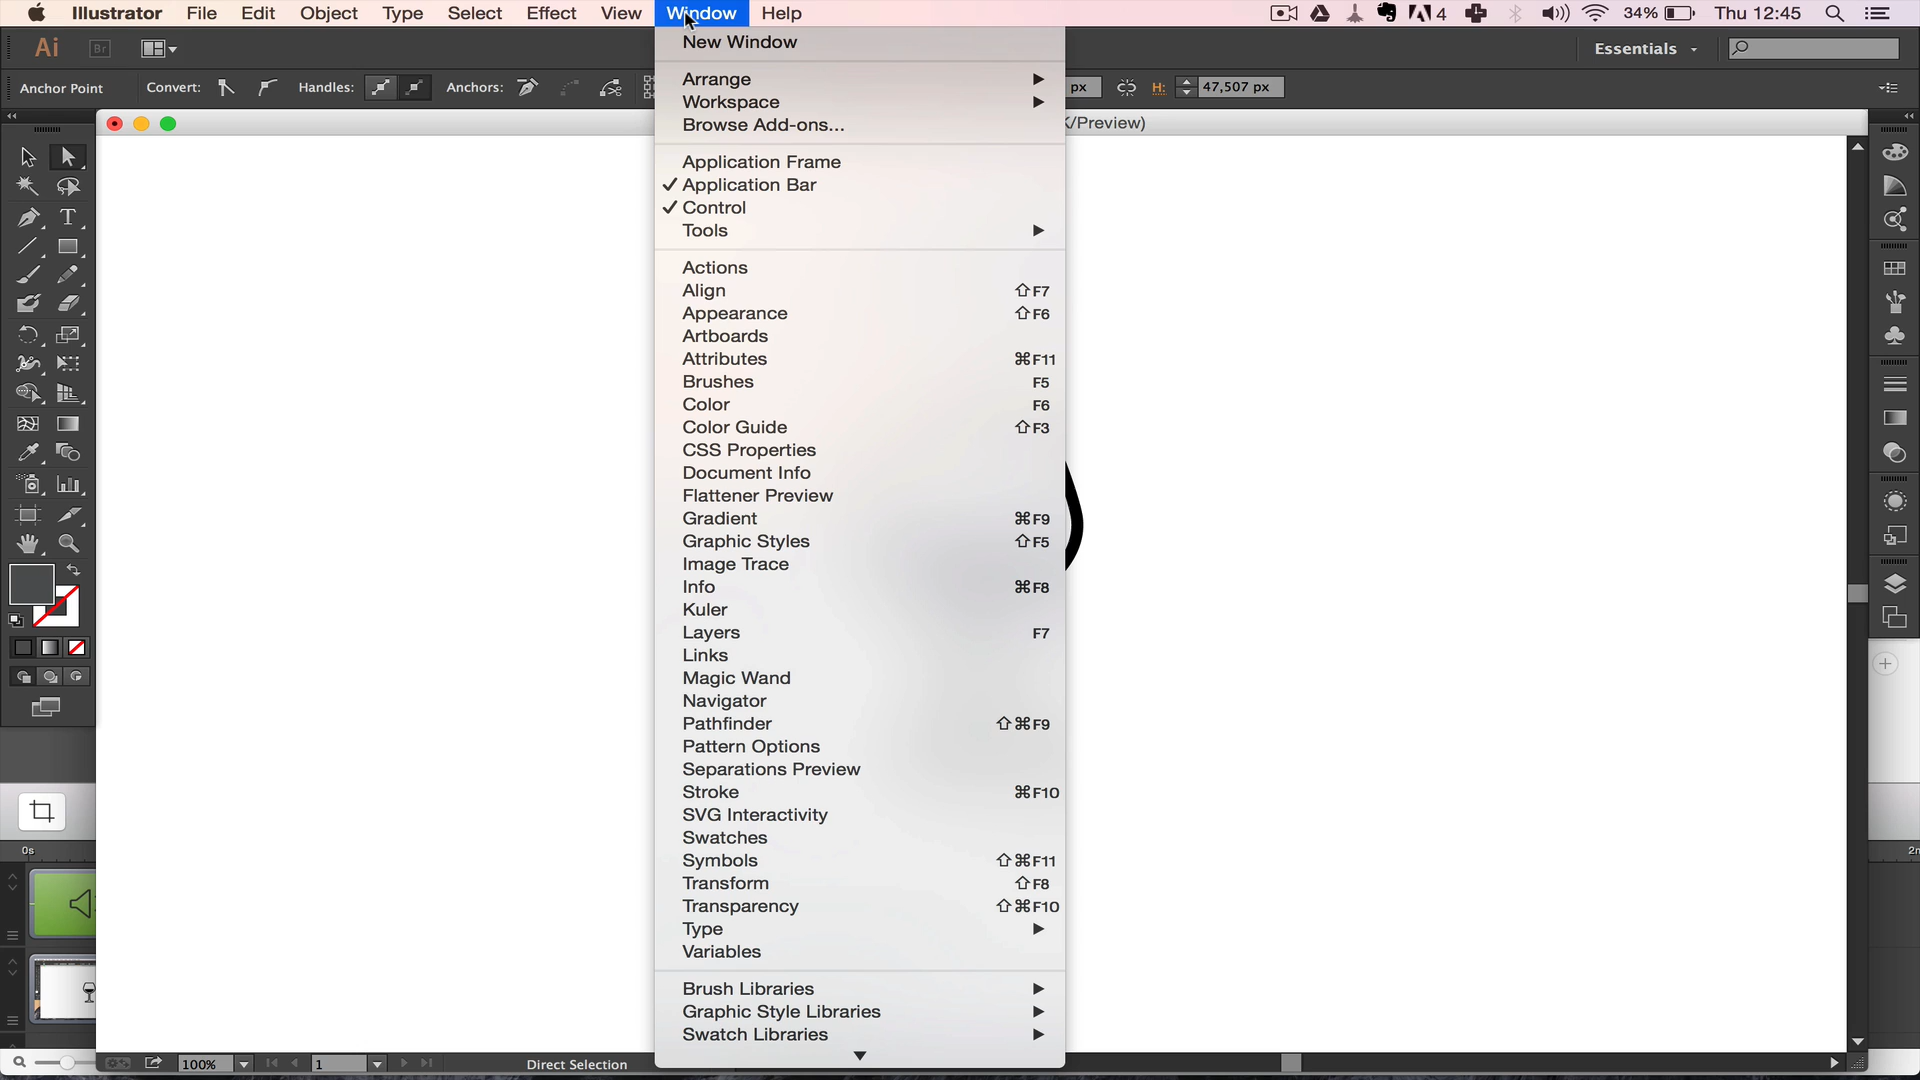 Illustrator File Edit Object Type Select Effect View Window Help 4 34% Thu 12:45
Ai Br Essentials
Anchor Point Convert: Handles: Anchors: px H: 47,507 px
K/Preview)
New Window
Arrange
Workspace
Browse Add-ons...
Application Frame
✓ Application Bar
✓ Control
Tools
Actions
Align ⇧F7
Appearance ⇧F6
Artboards
Attributes ⌘F11
Brushes F5
Color F6
Color Guide ⇧F3
CSS Properties
Document Info
Flattener Preview
Gradient ⌘F9
Graphic Styles ⇧F5
Image Trace
Info ⌘F8
Kuler
Layers F7
Links
Magic Wand
Navigator
Pathfinder ⇧⌘F9
Pattern Options
Separations Preview
Stroke ⌘F10
SVG Interactivity
Swatches
Symbols ⇧⌘F11
Transform ⇧F8
Transparency ⇧⌘F10
Type
Variables
Brush Libraries
Graphic Style Libraries
Swatch Libraries
0s
2m
100% 1 Direct Selection